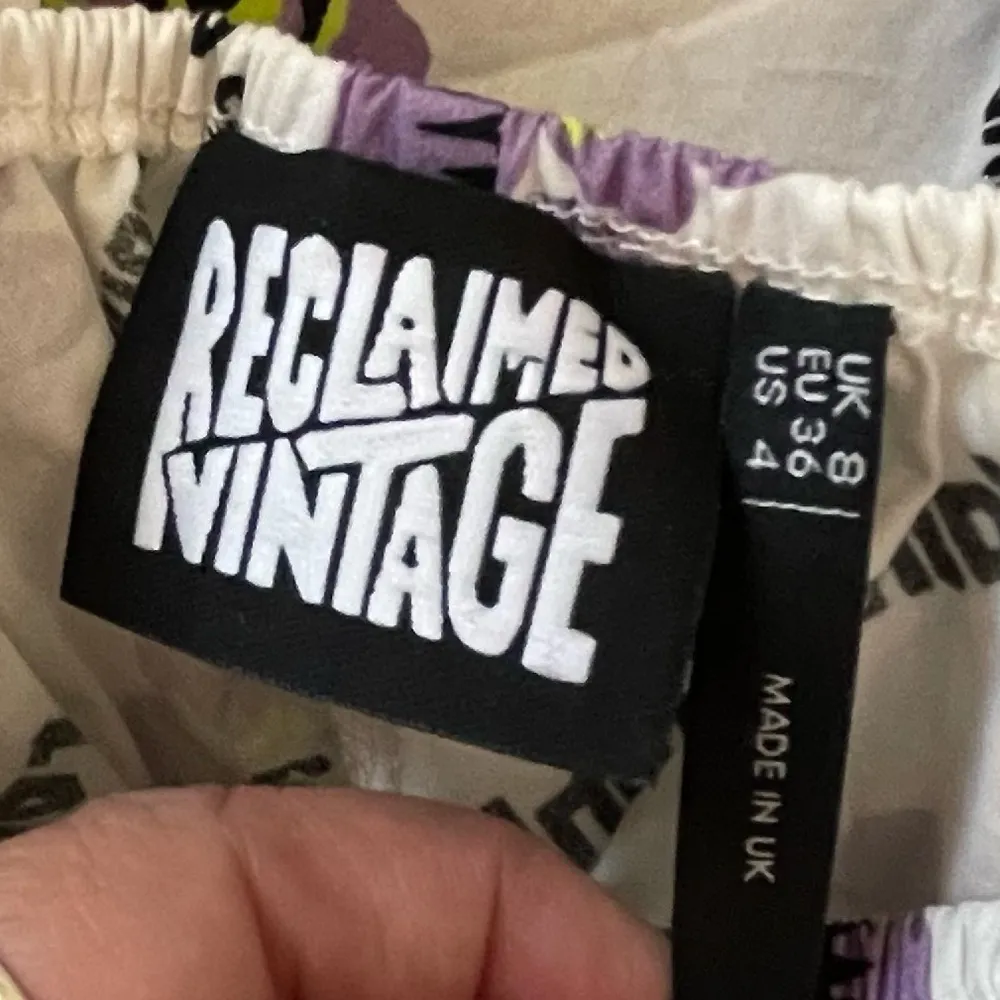 RECLAIMED
VINTAGE
UK 8
EU 36
US 4
MADE IN UK